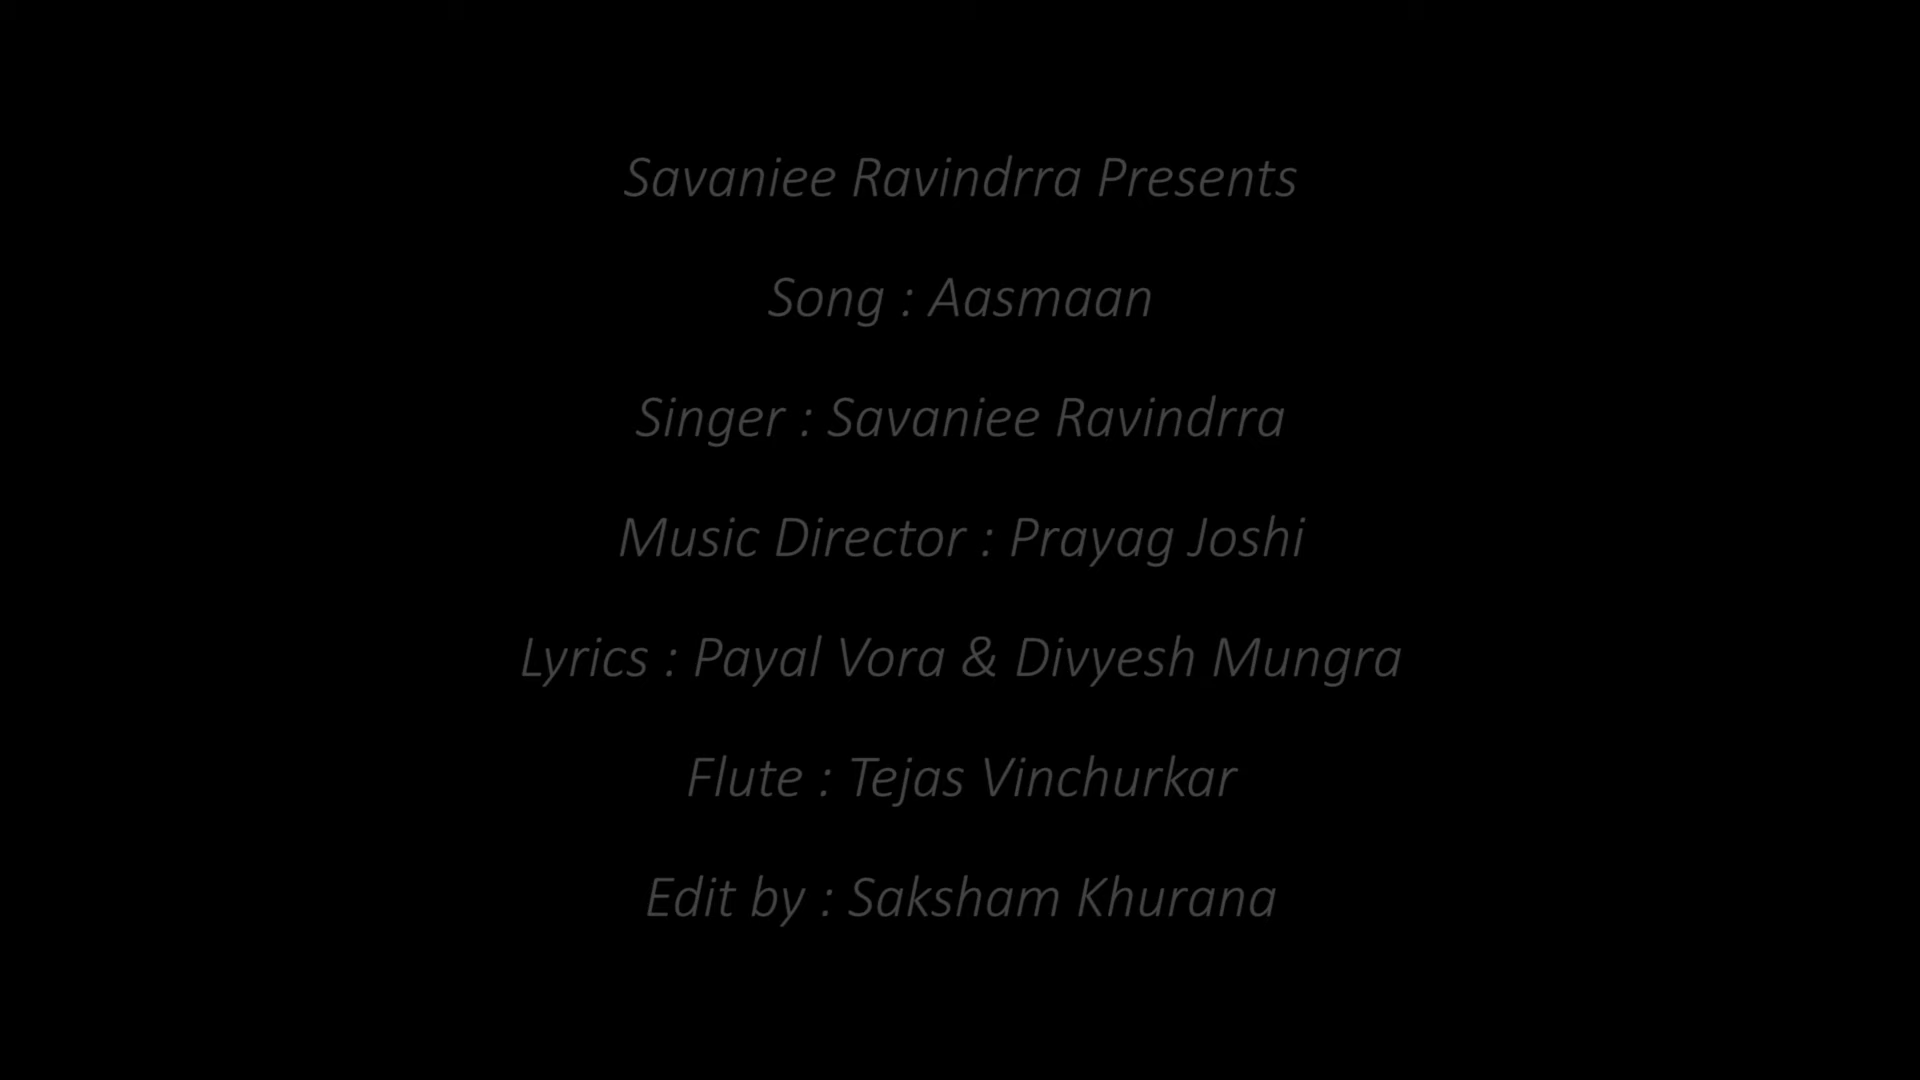 Savaniee Ravindrra Presents
Song : Aasmaan
Singer : Savaniee Ravindrra
Music Director : Prayag Joshi
Lyrics : Payal Vora & Divyesh Mungra
Flute : Tejas Vinchurkar
Edit by : Saksham Khurana